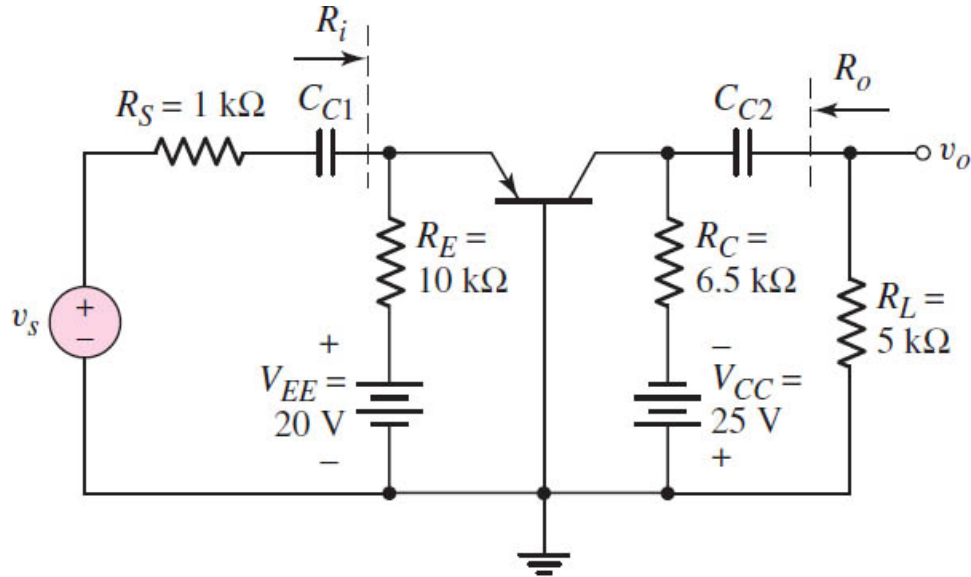 R_i
R_S = 1 kΩ
C_C1
C_C2
R_o
v_o
R_E =
10 kΩ
R_C =
6.5 kΩ
R_L =
5 kΩ
v_s
+
−
+
V_EE =
20 V
−
−
V_CC =
25 V
+